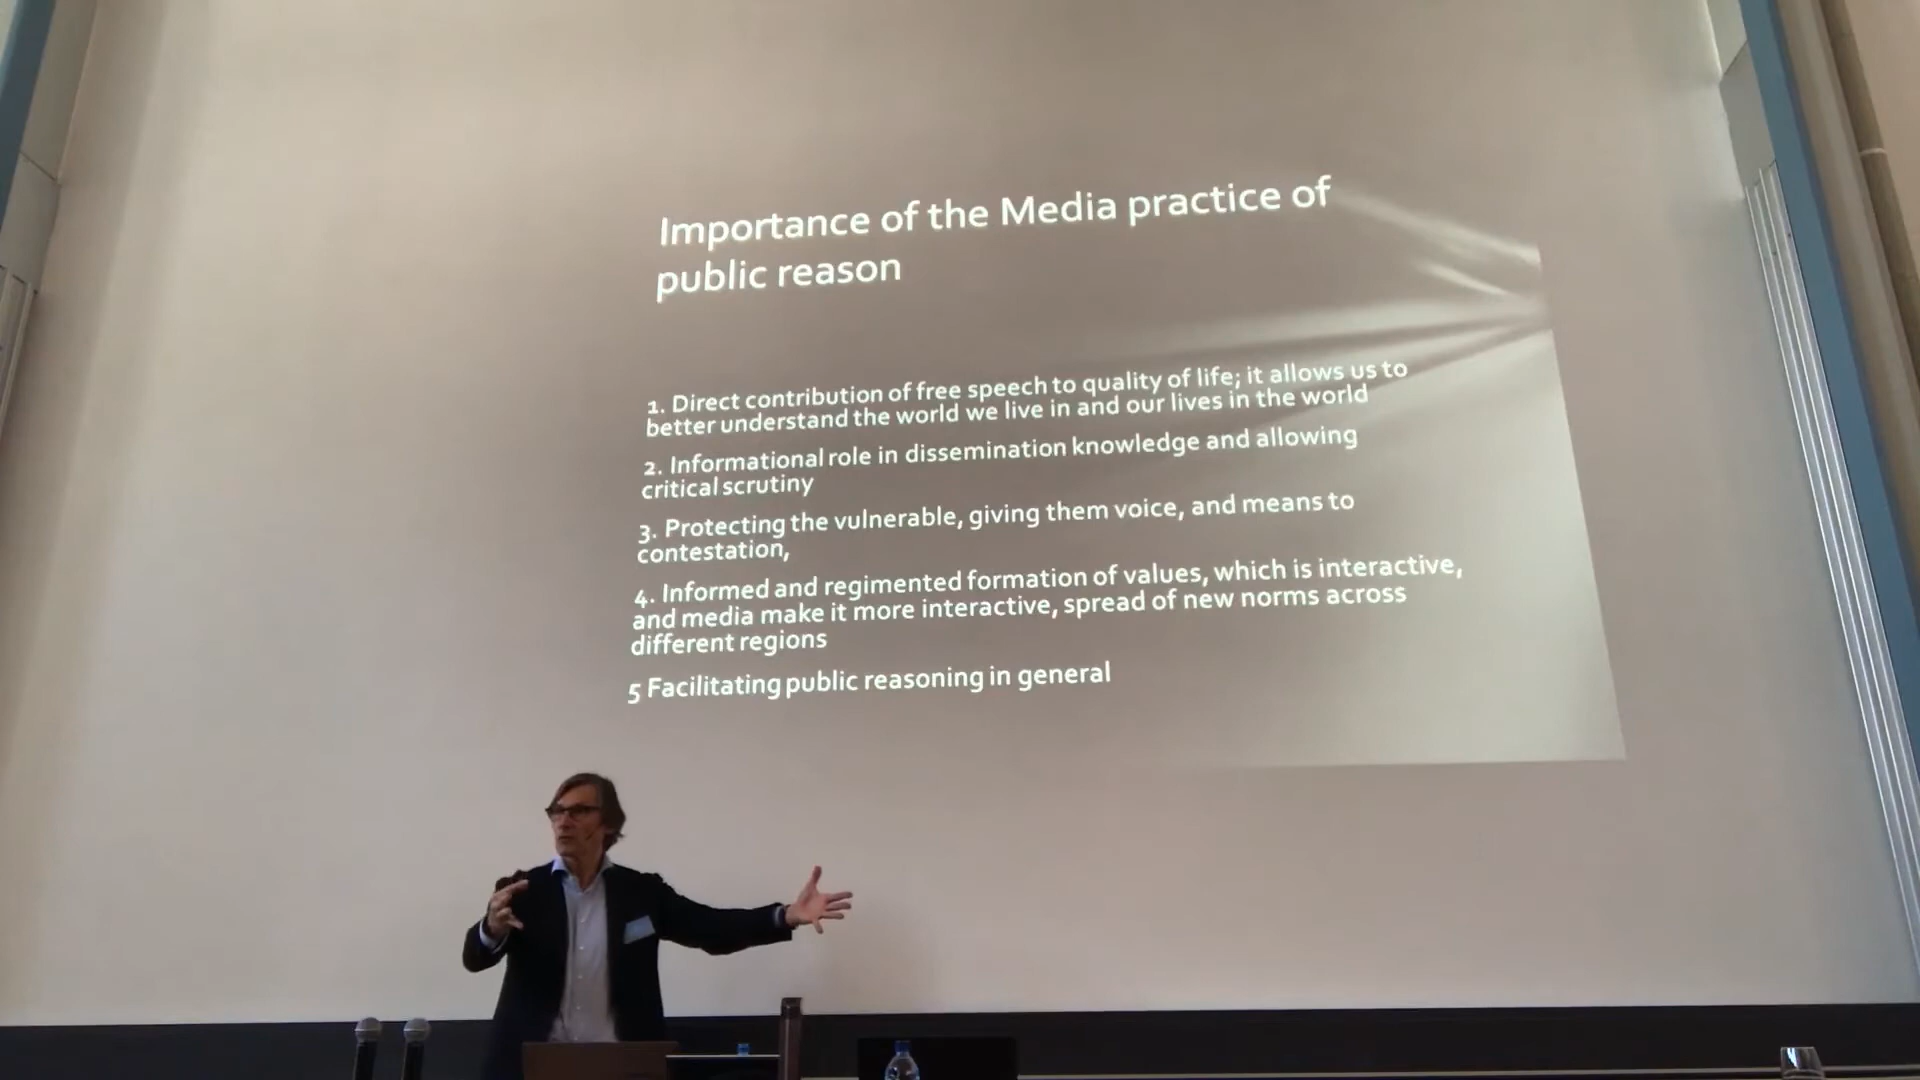 Importance of the Media practice of
public reason
1. Direct contribution of free speech to quality of life; it allows us to
better understand the world we live in and our lives in the world
2. Informational role in dissemination knowledge and allowing
critical scrutiny
3. Protecting the vulnerable, giving them voice, and means to
contestation,
4. Informed and regimented formation of values, which is interactive,
and media make it more interactive, spread of new norms across
different regions
5 Facilitating public reasoning in general